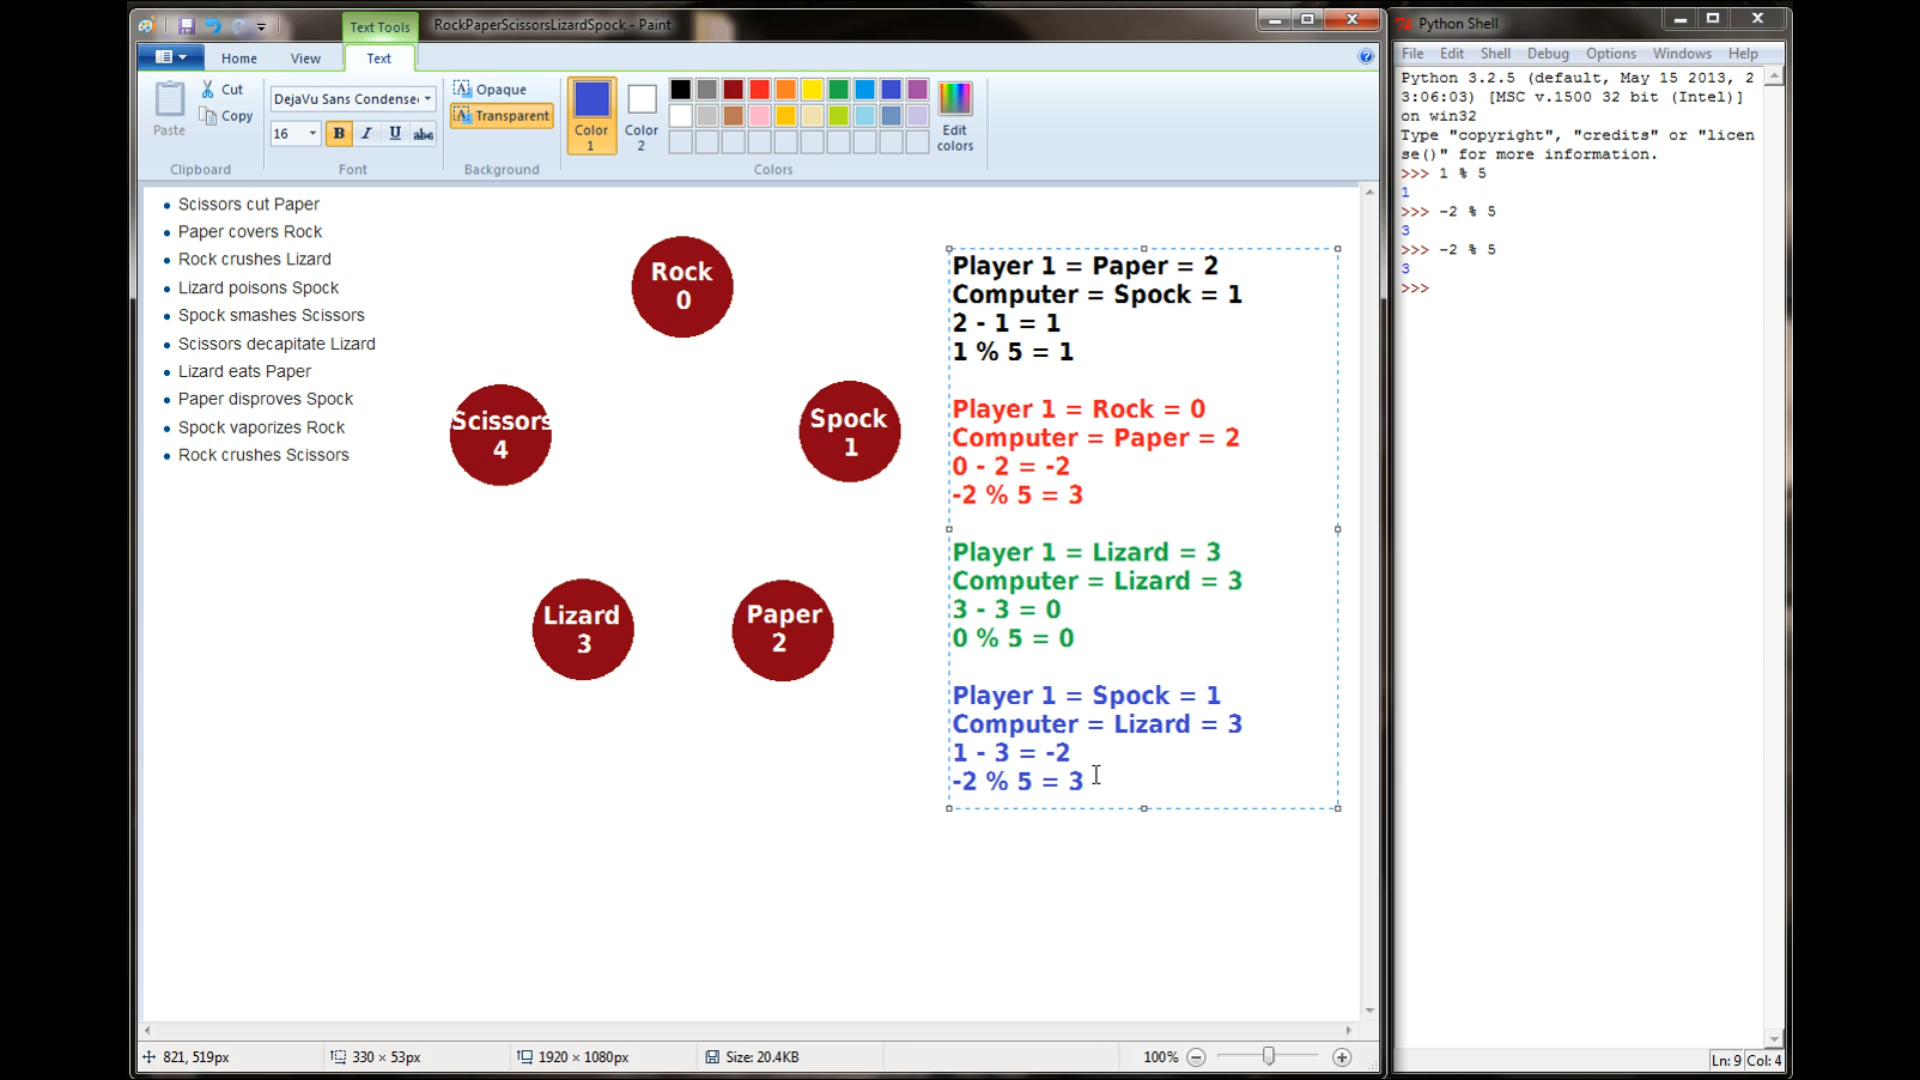 Text Tools
RockPaperScissorsLizardSpock - Paint
Home
View
Text
Paste
Cut
Copy
Clipboard
DejaVu Sans Condense
16
B I U abc
Font
Opaque
Transparent
Background
Color 1
Color 2
Edit colors
Colors
Scissors cut Paper
Paper covers Rock
Rock crushes Lizard
Lizard poisons Spock
Spock smashes Scissors
Scissors decapitate Lizard
Lizard eats Paper
Paper disproves Spock
Spock vaporizes Rock
Rock crushes Scissors
Rock
0
Scissors
4
Spock
1
Lizard
3
Paper
2
Player 1 = Paper = 2
Computer = Spock = 1
2 - 1 = 1
1 % 5 = 1
Player 1 = Rock = 0
Computer = Paper = 2
0 - 2 = -2
-2 % 5 = 3
Player 1 = Lizard = 3
Computer = Lizard = 3
3 - 3 = 0
0 % 5 = 0
Player 1 = Spock = 1
Computer = Lizard = 3
1 - 3 = -2
-2 % 5 = 3
821, 519px
330 × 53px
1920 × 1080px
Size: 20.4KB
100%
Python Shell
File Edit Shell Debug Options Windows Help
Python 3.2.5 (default, May 15 2013, 2
3:06:03) [MSC v.1500 32 bit (Intel)]
on win32
Type "copyright", "credits" or "licen
se()" for more information.
>>> 1 % 5
1
>>> -2 % 5
3
>>> -2 % 5
3
>>>
Ln: 9 Col: 4